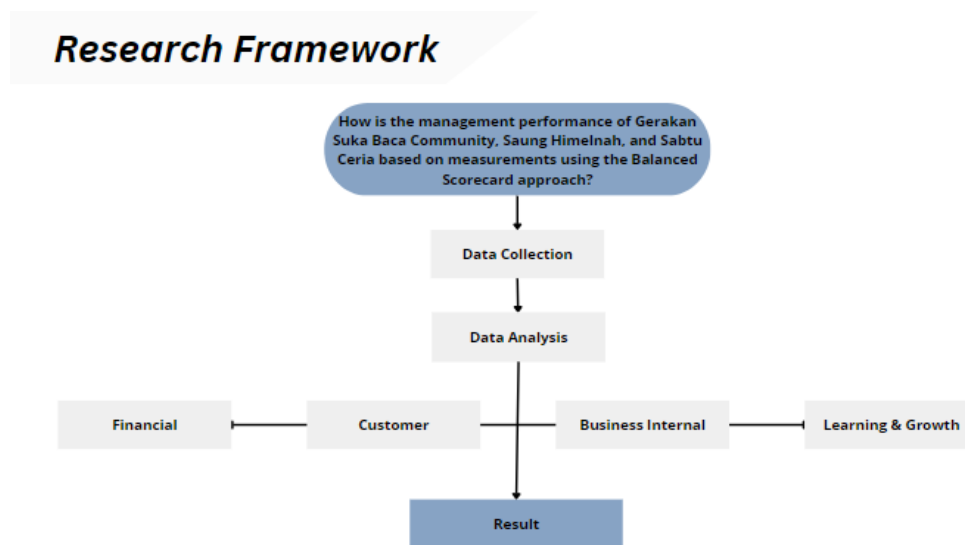 Research Framework
How is the management performance of Gerakan
Suka Baca Community, Saung Himelnah, and Sabtu
Ceria based on measurements using the Balanced
Scorecard approach?
Data Collection
Data Analysis
Financial
Customer
Business Internal
Learning & Growth
Result